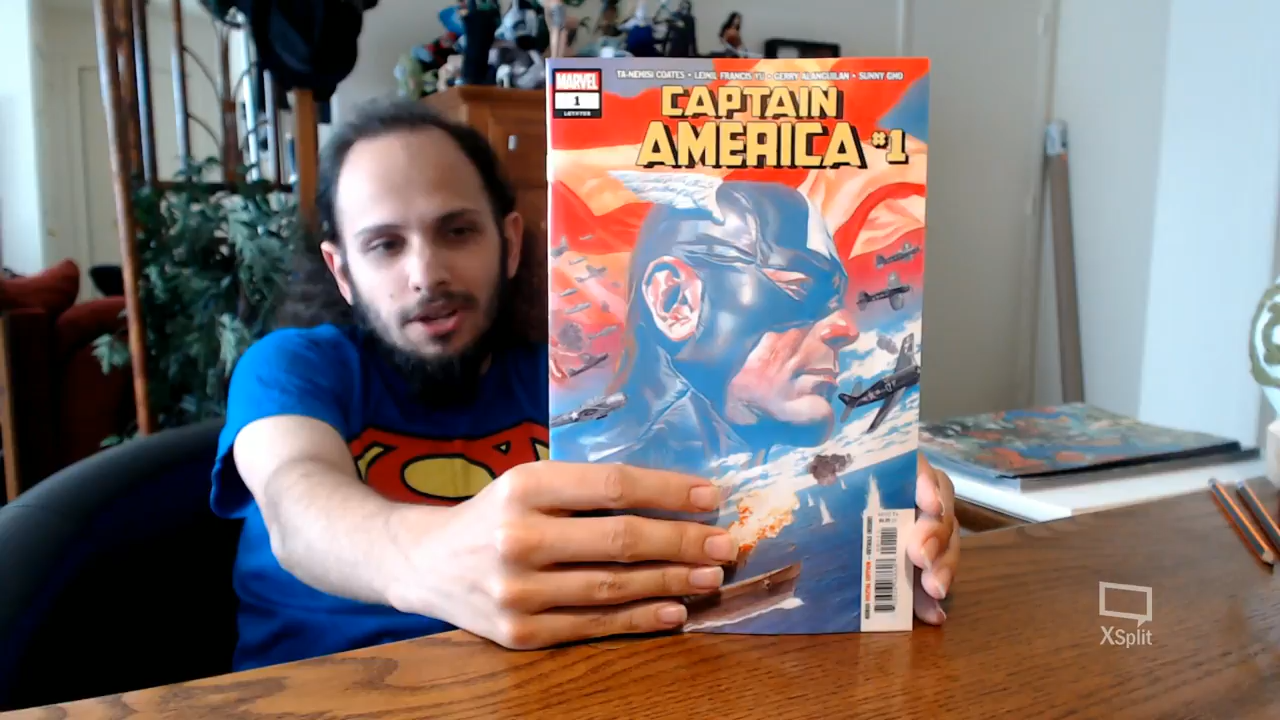 TA-NEHISI COATES • LEINIL FRANCIS YU • GERRY ALANGUILAN • SUNNY GHO
MARVEL
1
CAPTAIN
AMERICA #1
XSplit